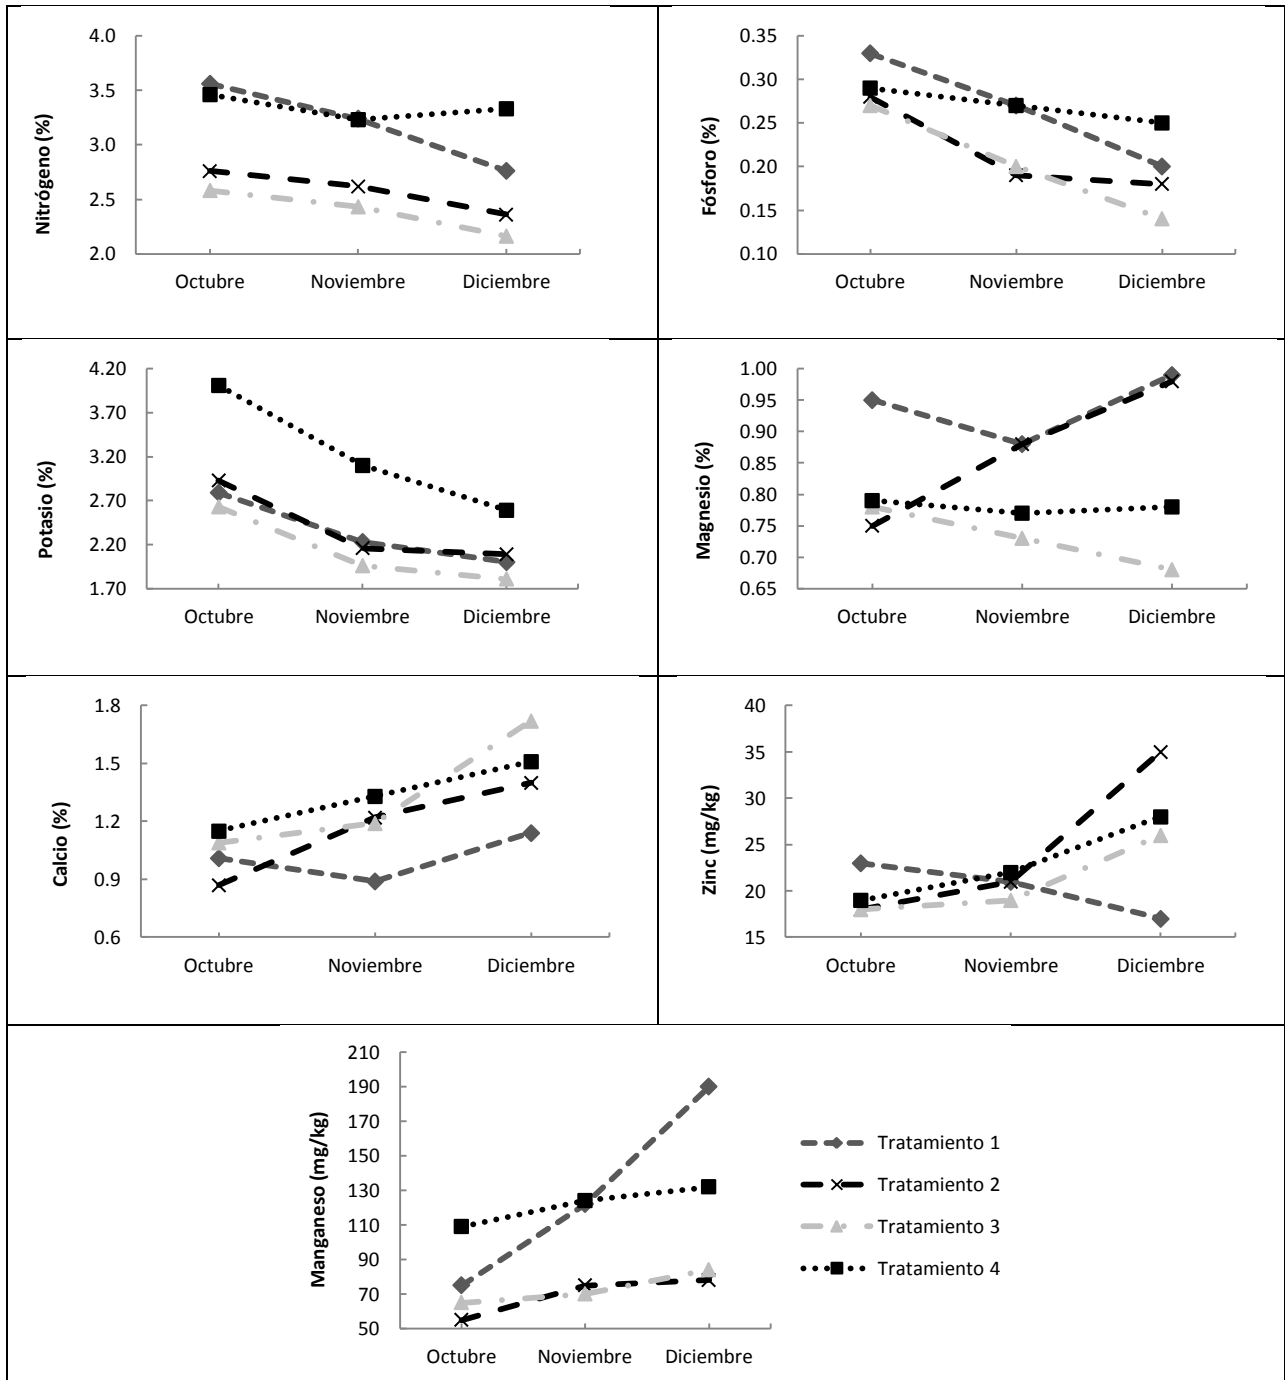 Nitrógeno (%)
4.0
3.5
3.0
2.5
2.0
Octubre Noviembre Diciembre
Fósforo (%)
0.35
0.30
0.25
0.20
0.15
0.10
Octubre Noviembre Diciembre
Potasio (%)
4.20
3.70
3.20
2.70
2.20
1.70
Octubre Noviembre Diciembre
Magnesio (%)
1.00
0.95
0.90
0.85
0.80
0.75
0.70
0.65
Octubre Noviembre Diciembre
Calcio (%)
1.8
1.5
1.2
0.9
0.6
Octubre Noviembre Diciembre
Zinc (mg/kg)
40
35
30
25
20
15
Octubre Noviembre Diciembre
Manganeso (mg/kg)
210
190
170
150
130
110
90
70
50
Octubre Noviembre Diciembre
Tratamiento 1
Tratamiento 2
Tratamiento 3
Tratamiento 4